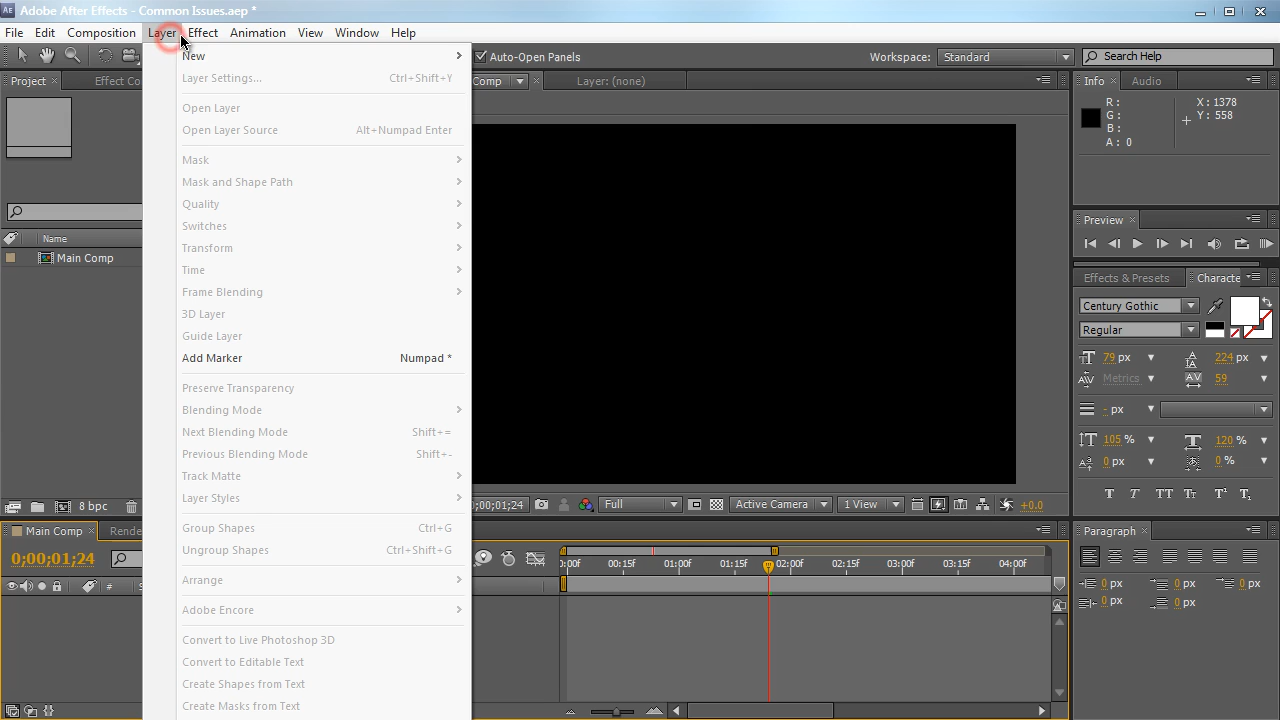 Ae Adobe After Effects - Common Issues.aep *
File Edit Composition Layer Effect Animation View Window Help
Auto-Open Panels
Workspace: Standard
Search Help
Project
Effect Co
Comp
Layer: (none)
Info
Audio
R:
G:
B:
A: 0
X: 1378
Y: 558
Name
Main Comp
8 bpc
New
Layer Settings... Ctrl+Shift+Y
Open Layer
Open Layer Source Alt+Numpad Enter
Mask
Mask and Shape Path
Quality
Switches
Transform
Time
Frame Blending
3D Layer
Guide Layer
Add Marker Numpad *
Preserve Transparency
Blending Mode
Next Blending Mode Shift+=
Previous Blending Mode Shift+-
Track Matte
Layer Styles
Group Shapes Ctrl+G
Ungroup Shapes Ctrl+Shift+G
Arrange
Adobe Encore
Convert to Live Photoshop 3D
Convert to Editable Text
Create Shapes from Text
Create Masks from Text
Preview
Effects & Presets
Characte
Century Gothic
Regular
79 px
224 px
Metrics
59
- px
105 %
120 %
0 px
0 %
T T TT Tr T¹ T₁
0;00;01;24
Full
Active Camera
1 View
+0.0
Main Comp
Rende
0;00;01;24
#
0:00f 00:15f 01:00f 01:15f 02:00f 02:15f 03:00f 03:15f 04:00f
Paragraph
0 px 0 px 0 px
0 px 0 px